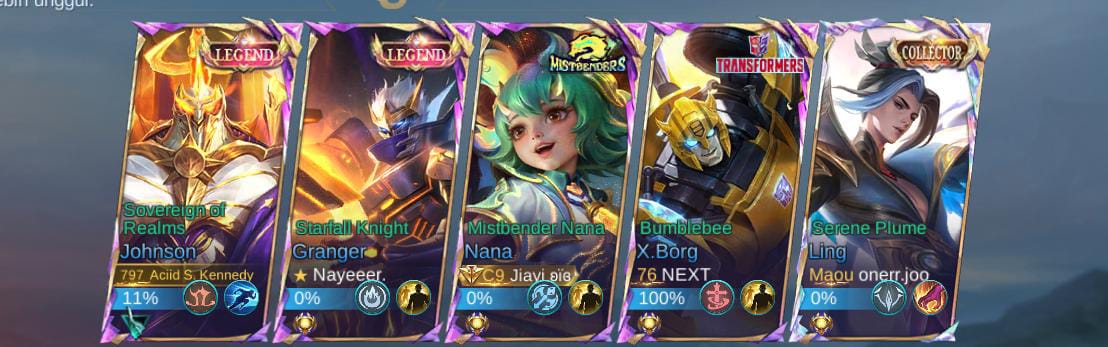 unggul.
LEGEND
Sovereign of
Realms
Johnson
797 Aciid S. Kennedy
11%
LEGEND
Starfall Knight
Granger
Nayeeer.
0%
MISTBENDERS
Mistbender Nana
Nana
C9 Jiayi
0%
TRANSFORMERS
Bumblebee
X.Borg
76 NEXT
100%
COLLECTOR
Serene Plume
Ling
Maou onerr.joo
0%